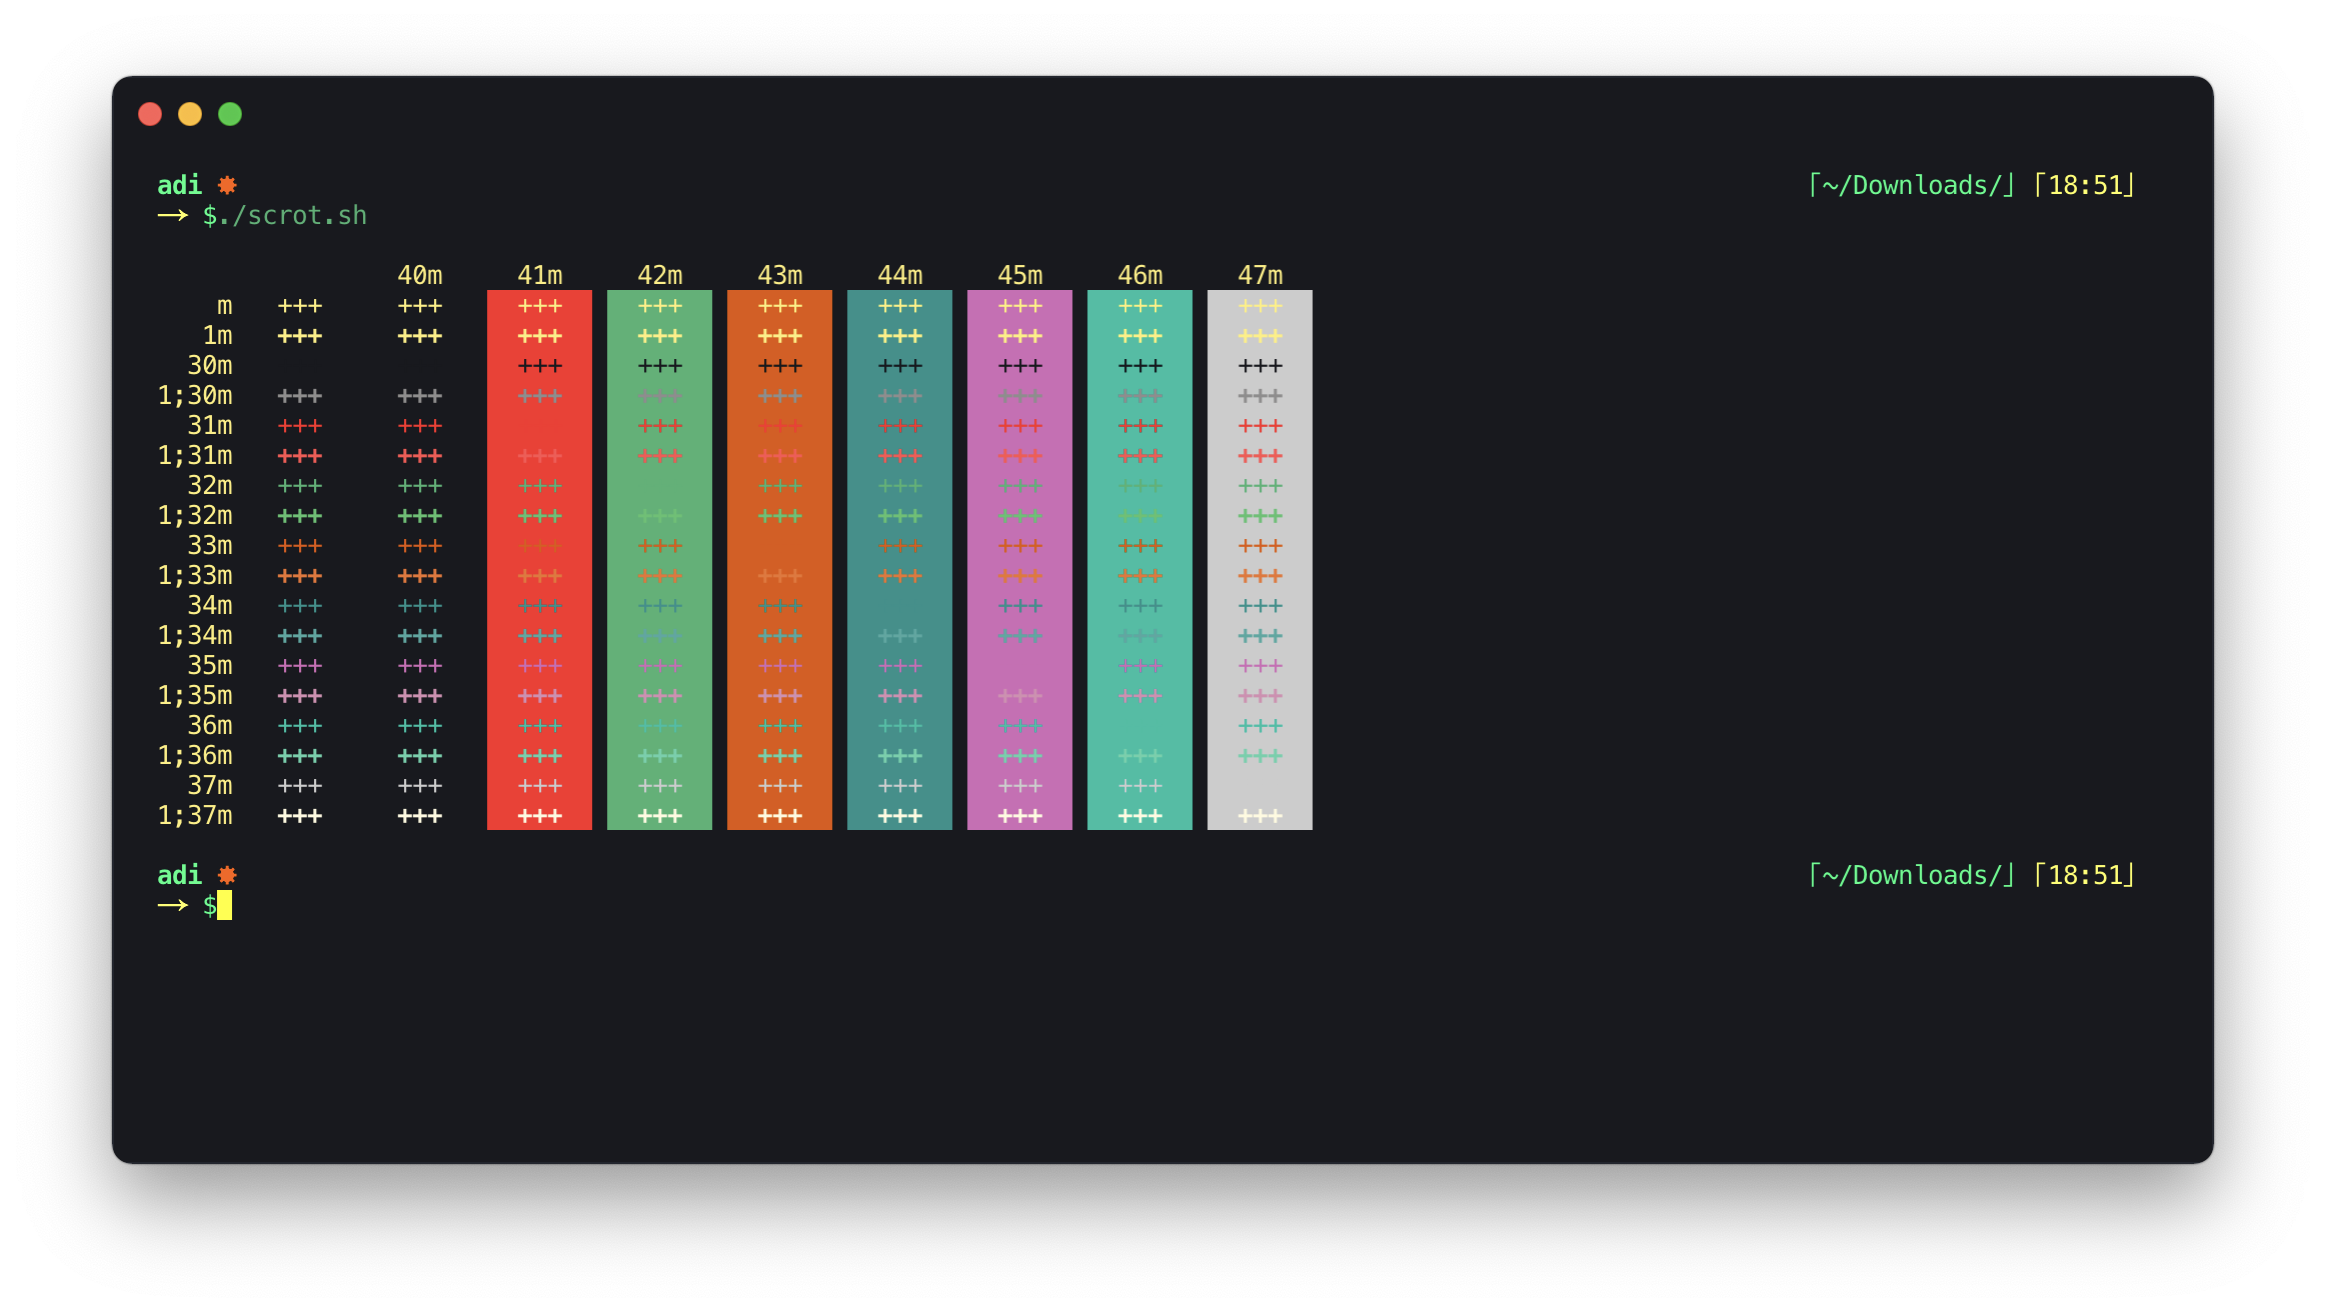 adi ✸ ⌈~/Downloads/⌋ ⌈18:51⌋
→ $./scrot.sh
40m 41m 42m 43m 44m 45m 46m 47m
m +++ +++ +++ +++ +++ +++ +++ +++ +++
1m +++ +++ +++ +++ +++ +++ +++ +++ +++
30m +++ +++ +++ +++ +++ +++ +++
1;30m +++ +++ +++ +++ +++ +++ +++ +++ +++
31m +++ +++ +++ +++ +++ +++ +++ +++
1;31m +++ +++ +++ +++ +++ +++ +++ +++ +++
32m +++ +++ +++ +++ +++ +++ +++ +++
1;32m +++ +++ +++ +++ +++ +++ +++ +++ +++
33m +++ +++ +++ +++ +++ +++ +++ +++
1;33m +++ +++ +++ +++ +++ +++ +++ +++ +++
34m +++ +++ +++ +++ +++ +++ +++ +++
1;34m +++ +++ +++ +++ +++ +++ +++ +++ +++
35m +++ +++ +++ +++ +++ +++ +++ +++
1;35m +++ +++ +++ +++ +++ +++ +++ +++ +++
36m +++ +++ +++ +++ +++ +++ +++ +++
1;36m +++ +++ +++ +++ +++ +++ +++ +++ +++
37m +++ +++ +++ +++ +++ +++ +++ +++
1;37m +++ +++ +++ +++ +++ +++ +++ +++ +++
adi ✸ ⌈~/Downloads/⌋ ⌈18:51⌋
→ $